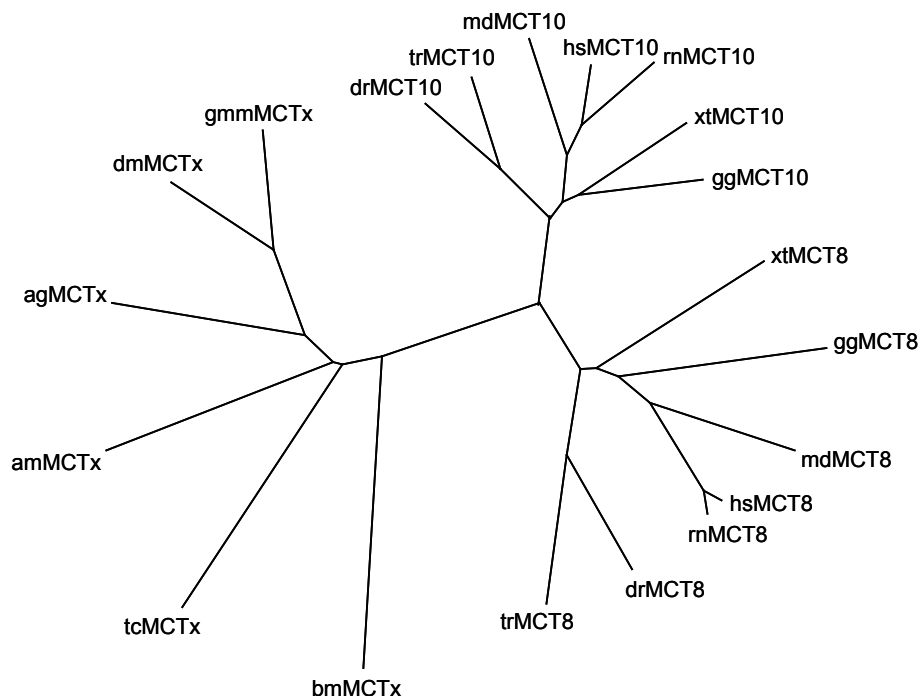 mdMCT10
hsMCT10
rnMCT10
trMCT10
drMCT10
gmmMCTx
xtMCT10
dmMCTx
ggMCT10
xtMCT8
agMCTx
ggMCT8
amMCTx
mdMCT8
hsMCT8
rnMCT8
drMCT8
trMCT8
tcMCTx
bmMCTx